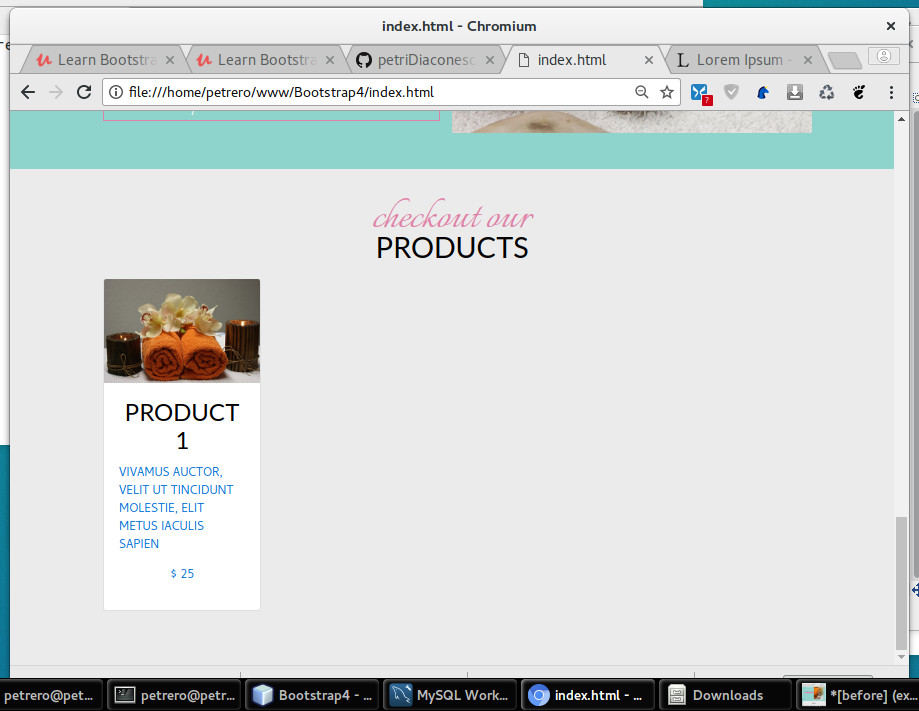 index.html - Chromium
Learn Bootstra
Learn Bootstra
petriDiaconesc
index.html
Lorem Ipsum -
file:///home/petrero/www/Bootstrap4/index.html
checkout our
PRODUCTS
PRODUCT
1
VIVAMUS AUCTOR,
VELIT UT TINCIDUNT
MOLESTIE, ELIT
METUS IACULIS
SAPIEN
$ 25
petrero@pet...
petrero@petr...
Bootstrap4 - ...
MySQL Work...
index.html - ...
Downloads
*[before] (ex...